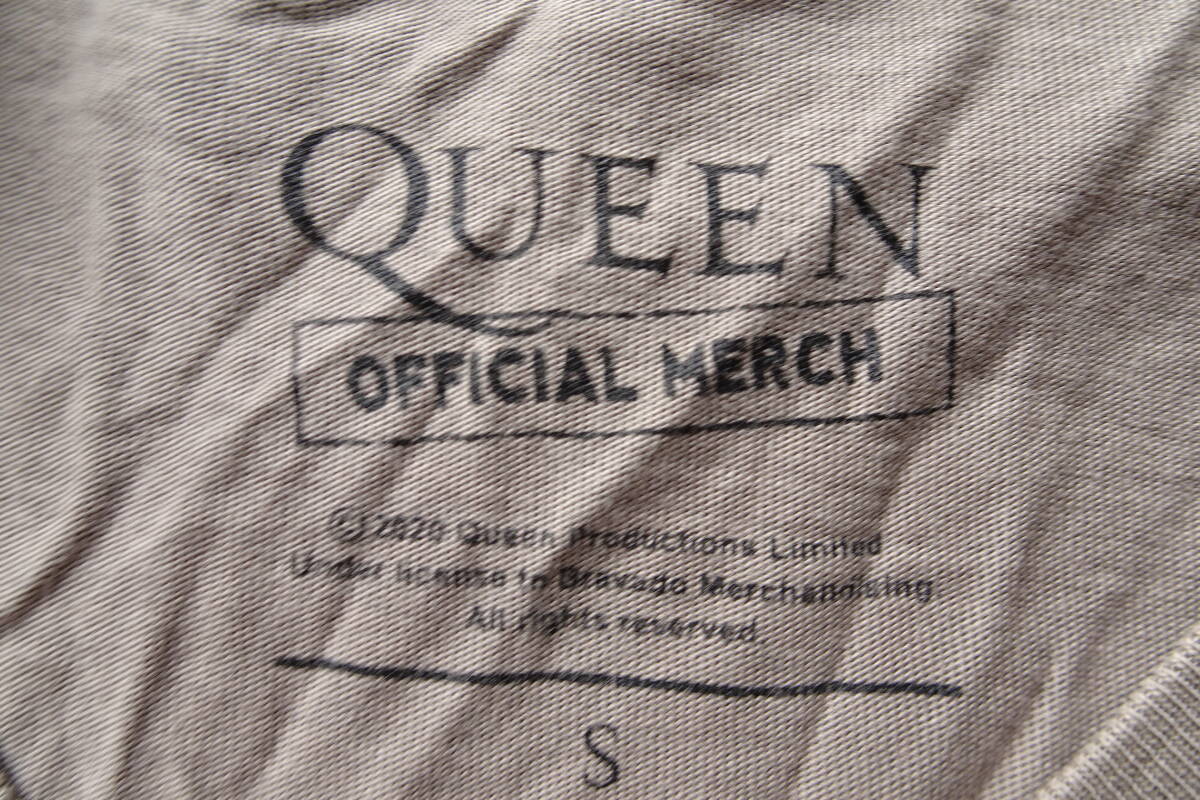 QUEEN
OFFICIAL MERCH
©2020 Queen Productions Limited
Under license to Bravado Merchandising.
All rights reserved.
S